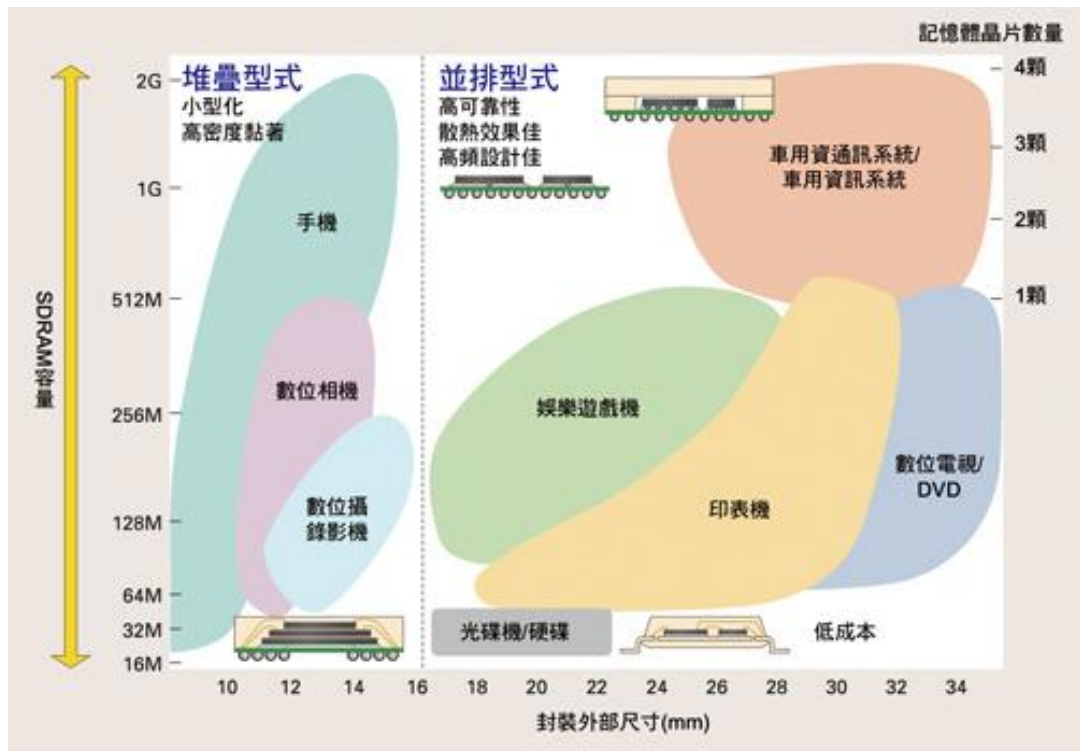 記憶體晶片數量
堆疊型式
小型化
高密度黏著
並排型式
高可靠性
散熱效果佳
高頻設計佳
2G
1G
512M
256M
128M
64M
32M
16M
SDRAM容量
4顆
3顆
2顆
1顆
車用資通訊系統/
車用資訊系統
手機
數位相機
數位攝
錄影機
娛樂遊戲機
印表機
數位電視/
DVD
光碟機/硬碟
低成本
10 12 14 16 18 20 22 24 26 28 30 32 34
封裝外部尺寸(mm)